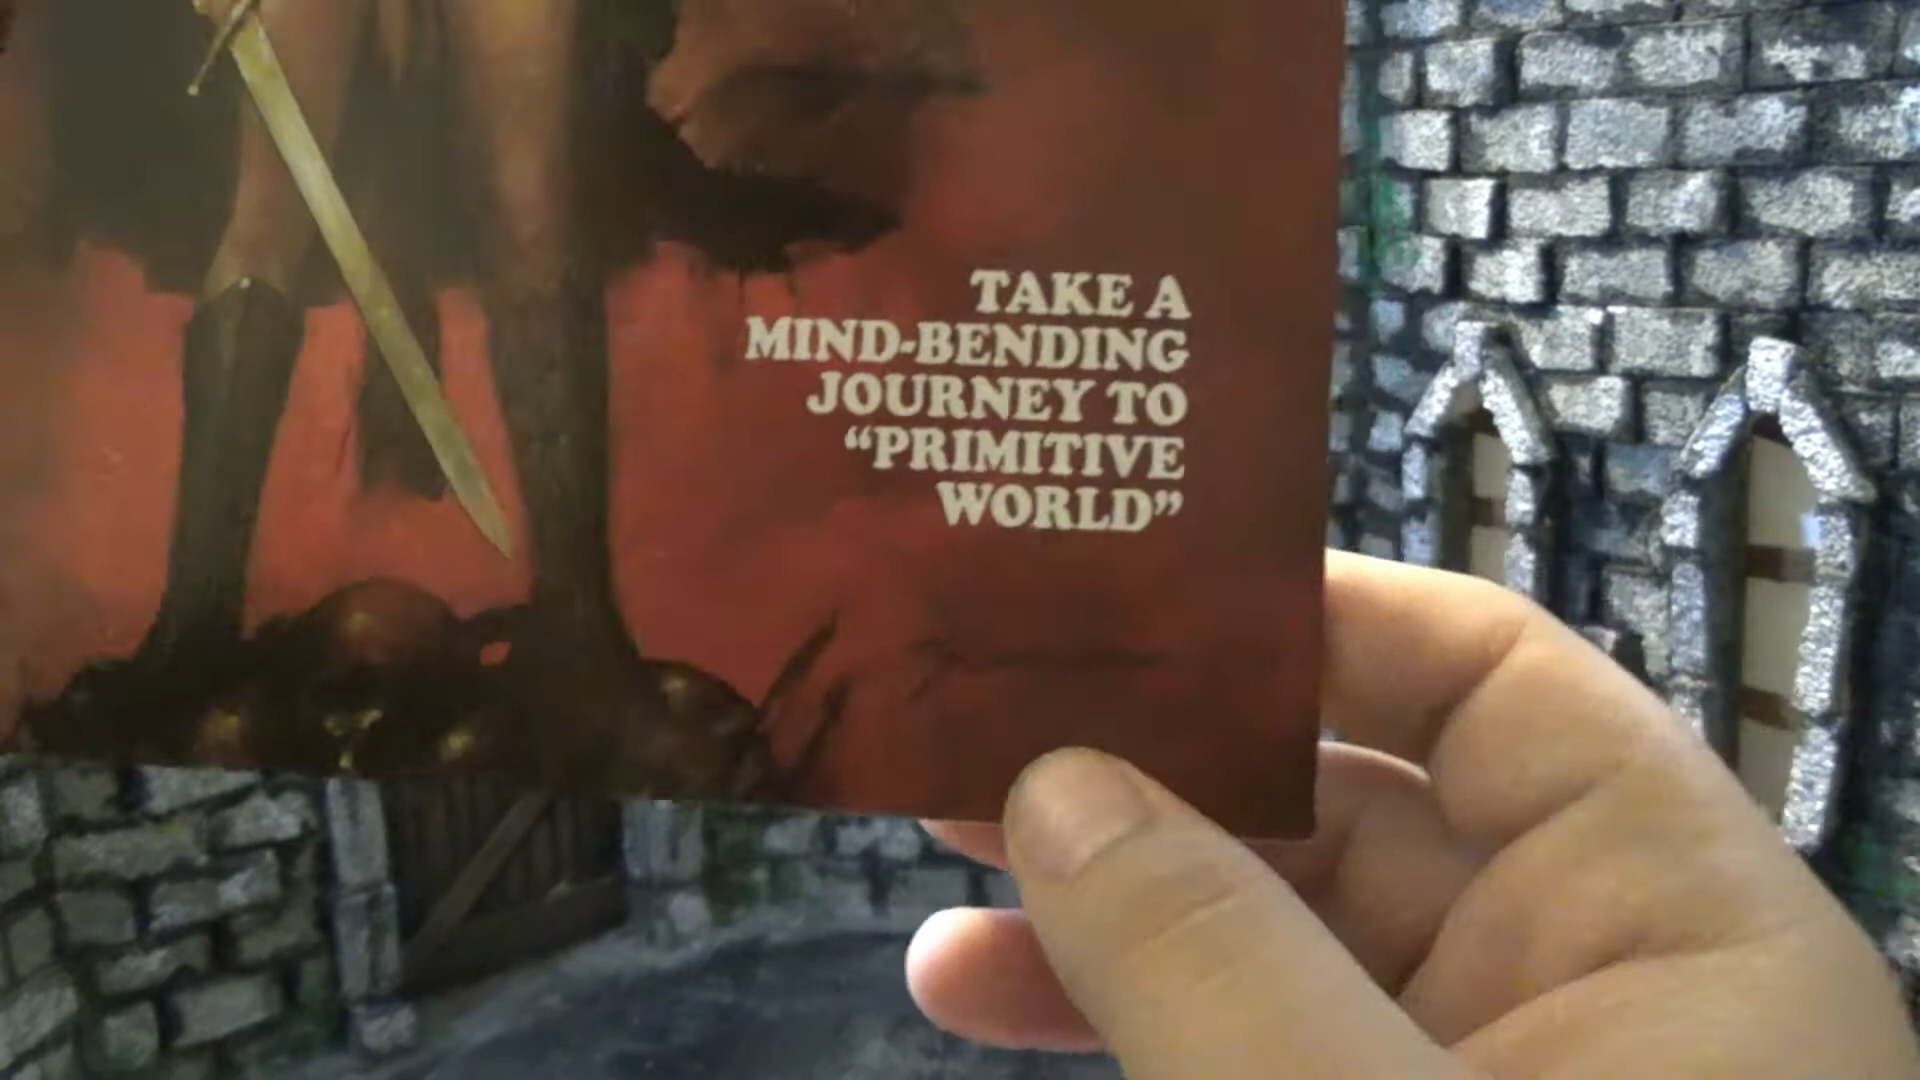 TAKE A
MIND-BENDING
JOURNEY TO
“PRIMITIVE
WORLD”